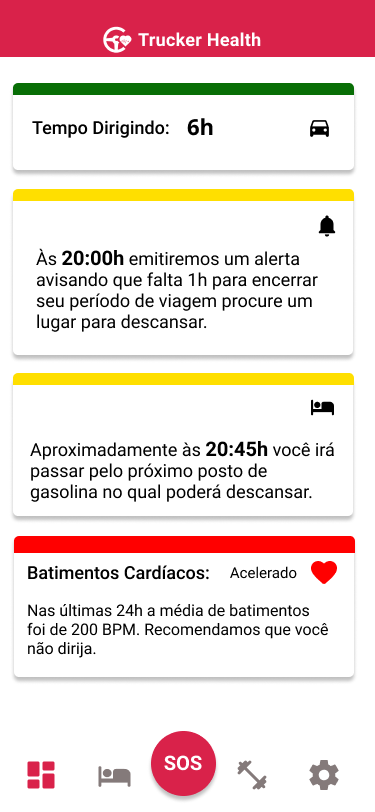 Trucker Health
Tempo Dirigindo: 6h
Às 20:00h emitiremos um alerta
avisando que falta 1h para encerrar
seu período de viagem procure um
lugar para descansar.
Aproximadamente às 20:45h você irá
passar pelo próximo posto de
gasolina no qual poderá descansar.
Batimentos Cardíacos: Acelerado
Nas últimas 24h a média de batimentos
foi de 200 BPM. Recomendamos que você
não dirija.
SOS